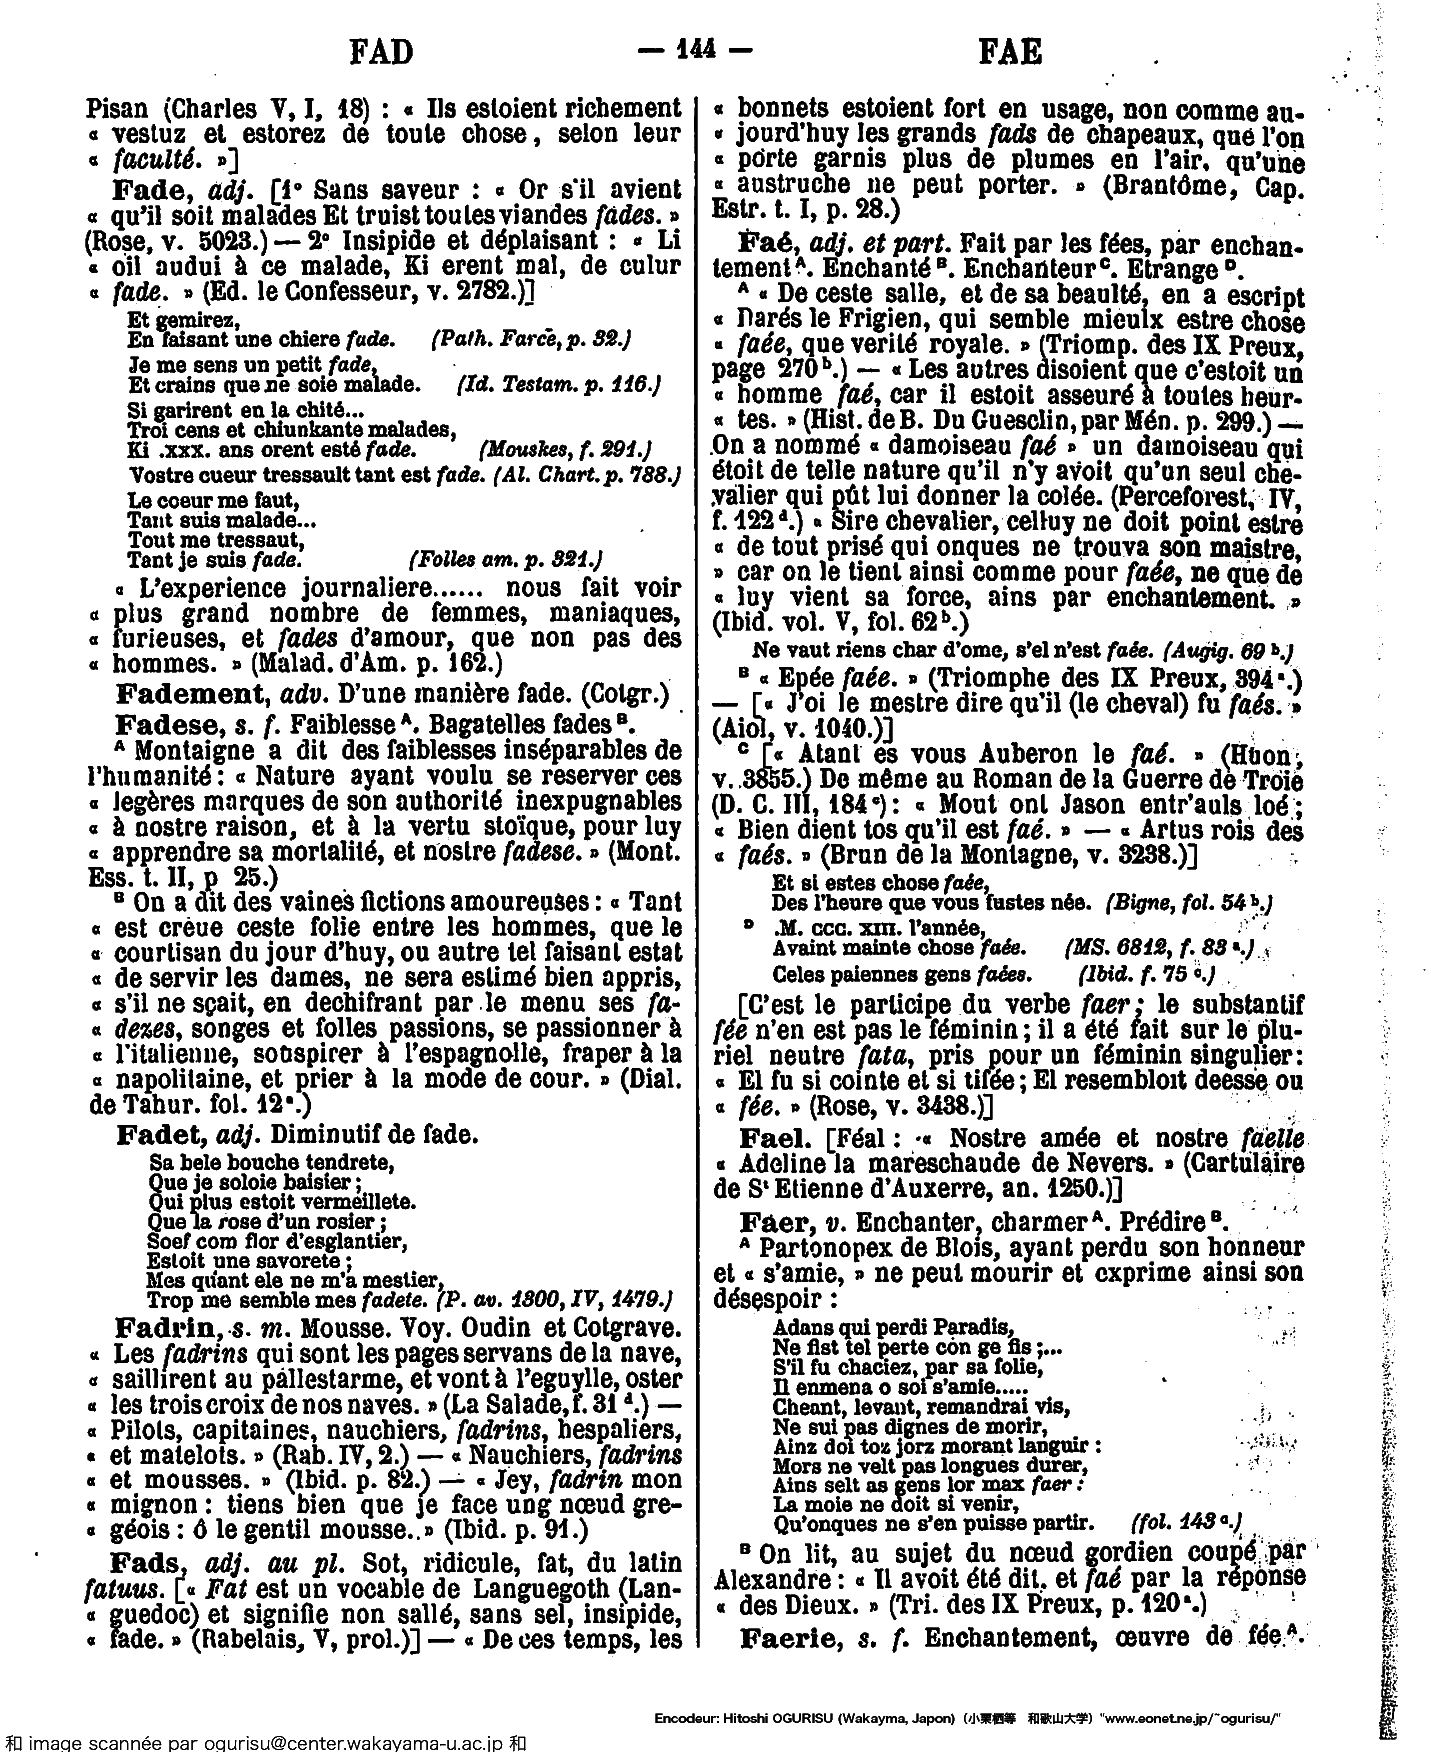 FAD — 144 — FAE
Pisan (Charles V, I, 18) : « Ils estoient richement
« vestuz et estorez de toute chose, selon leur
« faculté. »]
Fade, adj. [1° Sans saveur : « Or s'il avient
« qu'il soit malades Et truist toutes viandes fades. »
(Rose, v. 5023.) — 2° Insipide et déplaisant : « Li
« oil audui à ce malade, Ki erent mal, de culur
« fade. » (Ed. le Confesseur, v. 2782.)]
Et gemirez,
En faisant une chiere fade. (Path. Farce, p. 32.)
Je me sens un petit fade,
Et crains que ne soie malade. (Id. Testam. p. 116.)
Si garirent en la chité...
Troi cens et chiunkante malades,
Ki .xxx. ans orent esté fade. (Mouskes, f. 291.)
Vostre cueur tressault tant est fade. (Al. Chart. p. 788.)
Le coeur me faut,
Tant suis malade...
Tout me tressaut,
Tant je suis fade. (Folles am. p. 321.)
« L'experience journaliere...... nous fait voir
« plus grand nombre de femmes, maniaques,
« furieuses, et fades d'amour, que non pas des
« hommes. » (Malad. d'Am. p. 162.)
Fadement, adv. D'une manière fade. (Cotgr.)
Fadese, s. f. Faiblesse A. Bagatelles fades B.
A Montaigne a dit des faiblesses inséparables de
l'humanité : « Nature ayant voulu se reserver ces
« legères marques de son authorité inexpugnables
« à nostre raison, et à la vertu stoïque, pour luy
« apprendre sa mortalité, et nostre fadese. » (Mont.
Ess. t. II, p 25.)
B On a dit des vaines fictions amoureuses : « Tant
« est creue ceste folie entre les hommes, que le
« courtisan du jour d'huy, ou autre tel faisant estat
« de servir les dames, ne sera estimé bien appris,
« s'il ne sçait, en dechifrant par le menu ses fa-
« dezes, songes et folles passions, se passionner à
« l'italienne, souspirer à l'espagnolle, fraper à la
« napolitaine, et prier à la mode de cour. » (Dial.
de Tahur. fol. 12 a.)
Fadet, adj. Diminutif de fade.
Sa bele bouche tendrete,
Que je soloie baisier ;
Qui plus estoit vermeillete.
Que la rose d'un rosier ;
Soef com flor d'esglantier,
Estoit une savorete ;
Mes quant ele ne m'a mestier,
Trop me semble mes fadete. (P. av. 1300, IV, 1479.)
Fadrin, s. m. Mousse. Voy. Oudin et Cotgrave.
« Les fadrins qui sont les pages servans de la nave,
« saillirent au pallestarme, et vont à l'eguylle, oster
« les trois croix de nos naves. » (La Salade, f. 31 d.) —
« Pilots, capitaines, nauchiers, fadrins, hespaliers,
« et matelots. » (Rab. IV, 2.) — « Nauchiers, fadrins
« et mousses. » (Ibid. p. 82.) — « Jey, fadrin mon
« mignon : tiens bien que je face ung nœud gre-
« géois : ô le gentil mousse. » (Ibid. p. 91.)
Fads, adj. au pl. Sot, ridicule, fat, du latin
fatuus. [« Fat est un vocable de Languegoth (Lan-
« guedoc) et signifie non sallé, sans sel, insipide,
« fade. » (Rabelais, V, prol.)] — « De ces temps, les
« bonnets estoient fort en usage, non comme au-
« jourd'huy les grands fads de chapeaux, que l'on
« porte garnis plus de plumes en l'air, qu'une
« austruche ne peut porter. » (Brantôme, Cap.
Estr. t. I, p. 28.)
Faé, adj. et part. Fait par les fées, par enchan-
tement A. Enchanté B. Enchanteur C. Etrange D.
A « De ceste salle, et de sa beaulté, en a escript
« Darés le Frigien, qui semble mieulx estre chose
« faée, que verité royale. » (Triomp. des IX Preux,
page 270 b.) — « Les autres disoient que c'estoit un
« homme faé, car il estoit asseuré à toutes heur-
« tes. » (Hist. de B. Du Guesclin, par Mén. p. 299.) —
On a nommé « damoiseau faé » un damoiseau qui
étoit de telle nature qu'il n'y avoit qu'un seul che-
valier qui pût lui donner la colée. (Perceforest, IV,
f. 122 d.) « Sire chevalier, celluy ne doit point estre
« de tout prisé qui onques ne trouva son maistre,
» car on le tient ainsi comme pour faée, ne que de
« luy vient sa force, ains par enchantement. »
(Ibid. vol. V, fol. 62 b.)
Ne vaut riens char d'ome, s'el n'est faée. (Augig. 69 b.)
B « Epée faée. » (Triomphe des IX Preux, 394 a.)
— [« J'oi le mestre dire qu'il (le cheval) fu faés. »
(Aiol, v. 1040.)]
C [« Atant es vous Auberon le faé. » (Huon,
v. 3855.) De même au Roman de la Guerre de Troie
(D. C. III, 184 c) : « Mout ont Jason entr'auls loé ;
« Bien dient tos qu'il est faé. » — « Artus rois des
« faés. » (Brun de la Montagne, v. 3238.)]
Et si estes chose faée,
Des l'heure que vous fustes née. (Bigne, fol. 54 b.)
D .M. CCC. XIII. l'année,
Avaint mainte chose faée. (MS. 6812, f. 83 a.)
Celes paiennes gens faées. (Ibid. f. 75 c.)
[C'est le participe du verbe faer ; le substantif
fée n'en est pas le féminin ; il a été fait sur le plu-
riel neutre fata, pris pour un féminin singulier :
« El fu si cointe et si tifée ; El resembloit deesse ou
« fée. » (Rose, v. 3438.)]
Fael. [Féal : « Nostre amée et nostre faelle
« Adeline la mareschaude de Nevers. » (Cartulaire
de St Etienne d'Auxerre, an. 1250.)]
Faer, v. Enchanter, charmer A. Prédire B.
A Partonopex de Blois, ayant perdu son honneur
et « s'amie, » ne peut mourir et exprime ainsi son
désespoir :
Adans qui perdi Paradis,
Ne fist tel perte con ge fis ;...
S'il fu chaciez, par sa folie,
Il enmena o soi s'amie.....
Cheant, levant, remandrai vis,
Ne sui pas dignes de morir,
Ainz doi toz jorz morant languir :
Mors ne velt pas longues durer,
Ains selt as gens lor max faer :
La moie ne doit si venir,
Qu'onques ne s'en puisse partir. (fol. 143 a.)
B On lit, au sujet du nœud gordien coupé par
Alexandre : « Il avoit été dit, et faé par la réponse
« des Dieux. » (Tri. des IX Preux, p. 120 a.)
Faerie, s. f. Enchantement, œuvre de fée A.
Encodeur: Hitoshi OGURISU (Wakayma, Japon) (小栗栖等 和歌山大学) "www.eonet.ne.jp/~ogurisu/"
和 image scannée par ogurisu@center.wakayama-u.ac.jp 和